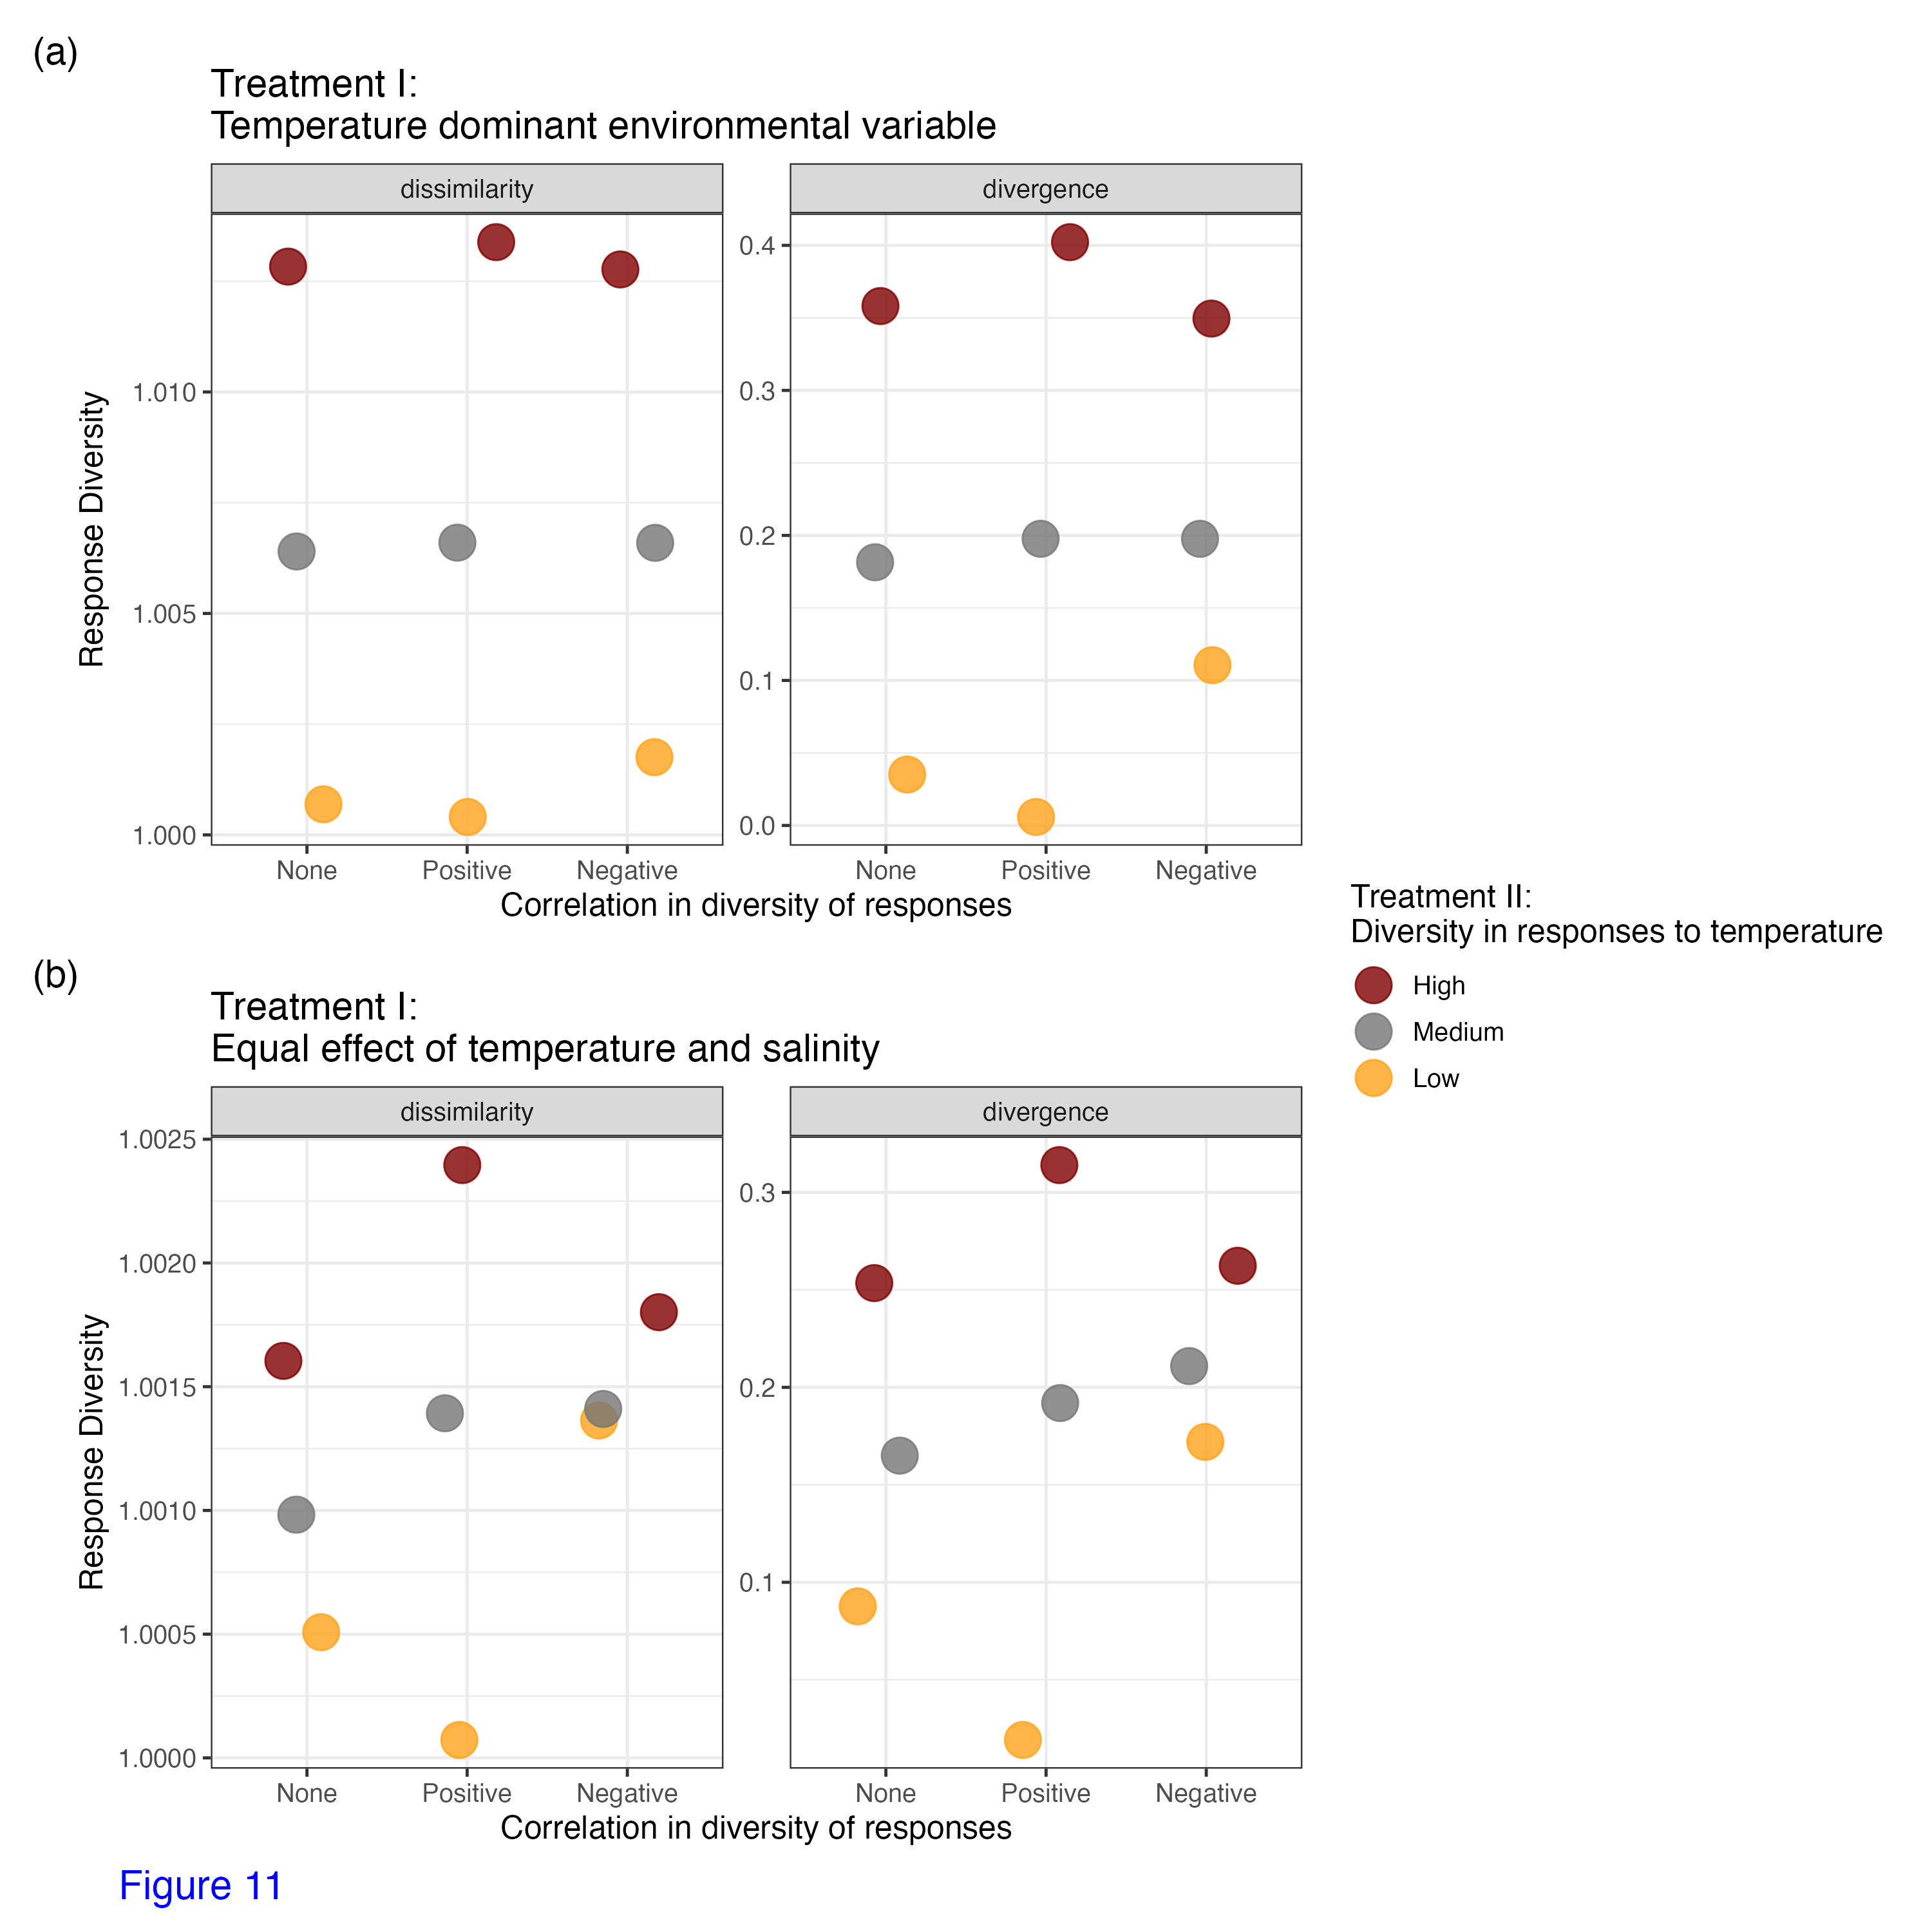 (a)
Treatment I:
Temperature dominant environmental variable
dissimilarity
divergence
Response Diversity
1.010
1.005
1.000
0.4
0.3
0.2
0.1
0.0
None
Positive
Negative
None
Positive
Negative
Correlation in diversity of responses
Treatment II:
Diversity in responses to temperature
High
Medium
Low
(b)
Treatment I:
Equal effect of temperature and salinity
dissimilarity
divergence
Response Diversity
1.0025
1.0020
1.0015
1.0010
1.0005
1.0000
0.3
0.2
0.1
None
Positive
Negative
None
Positive
Negative
Correlation in diversity of responses
Figure 11